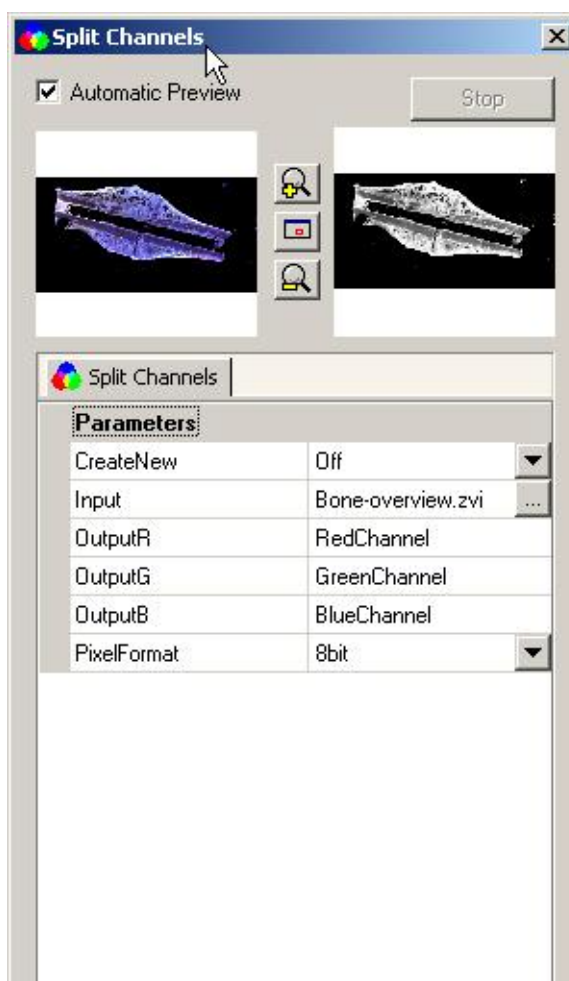 Split Channels
Automatic Preview Stop
Split Channels
Parameters
CreateNew Off
Input Bone-overview.zvi ...
OutputR RedChannel
OutputG GreenChannel
OutputB BlueChannel
PixelFormat 8bit